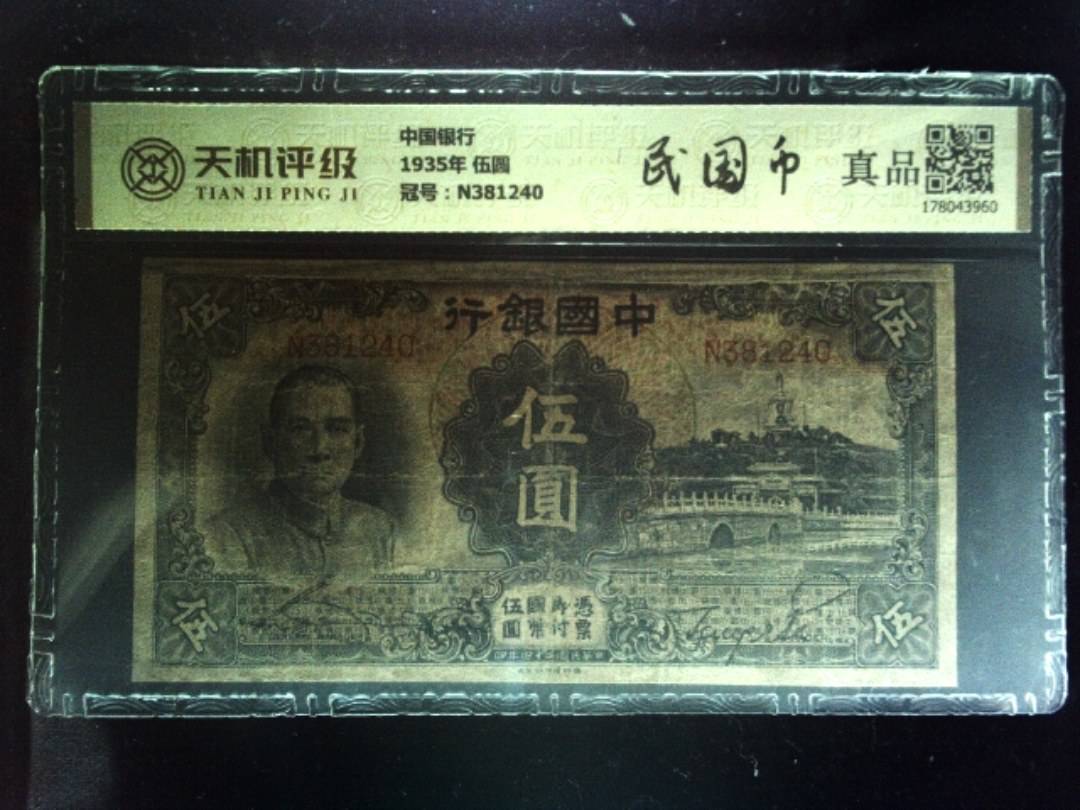 天机评级
TIAN JI PING JI
中国银行
1935年 伍圆
冠号：N381240
民国币 真品
178043960
伍
伍
中國銀行
N381240
N381240
伍
圓
憑票
即付
國幣
伍圓
伍
伍